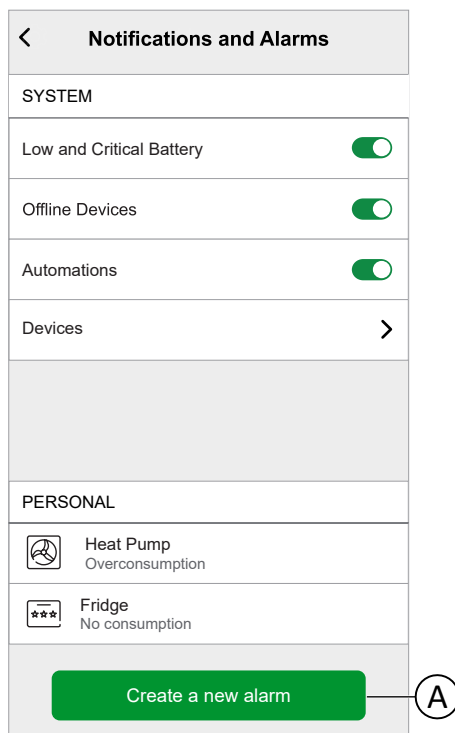 Notifications and Alarms
SYSTEM
Low and Critical Battery
Offline Devices
Automations
Devices
PERSONAL
Heat Pump
Overconsumption
Fridge
No consumption
Create a new alarm
A